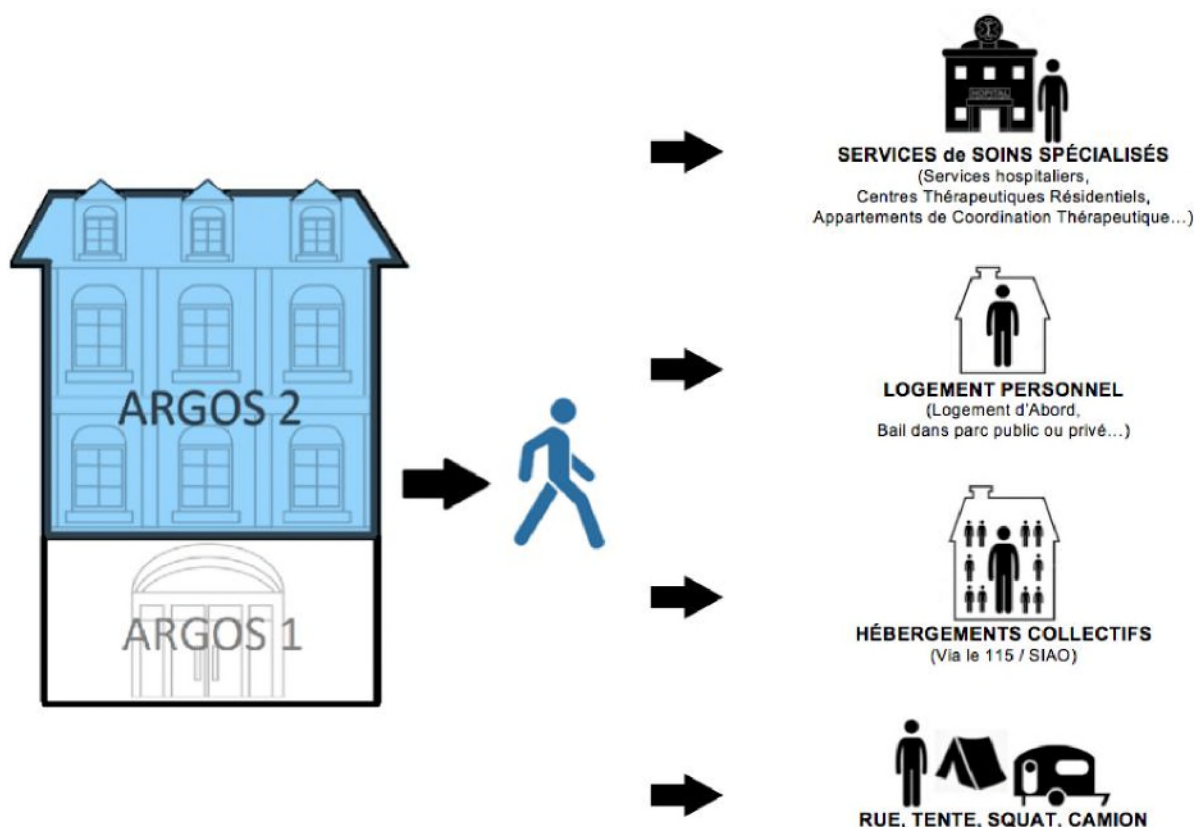 ARGOS 2
ARGOS 1
HOPITAL
SERVICES de SOINS SPÉCIALISÉS
(Services hospitaliers,
Centres Thérapeutiques Résidentiels,
Appartements de Coordination Thérapeutique...)
LOGEMENT PERSONNEL
(Logement d'Abord,
Bail dans parc public ou privé...)
HÉBERGEMENTS COLLECTIFS
(Via le 115 / SIAO)
RUE, TENTE, SQUAT, CAMION